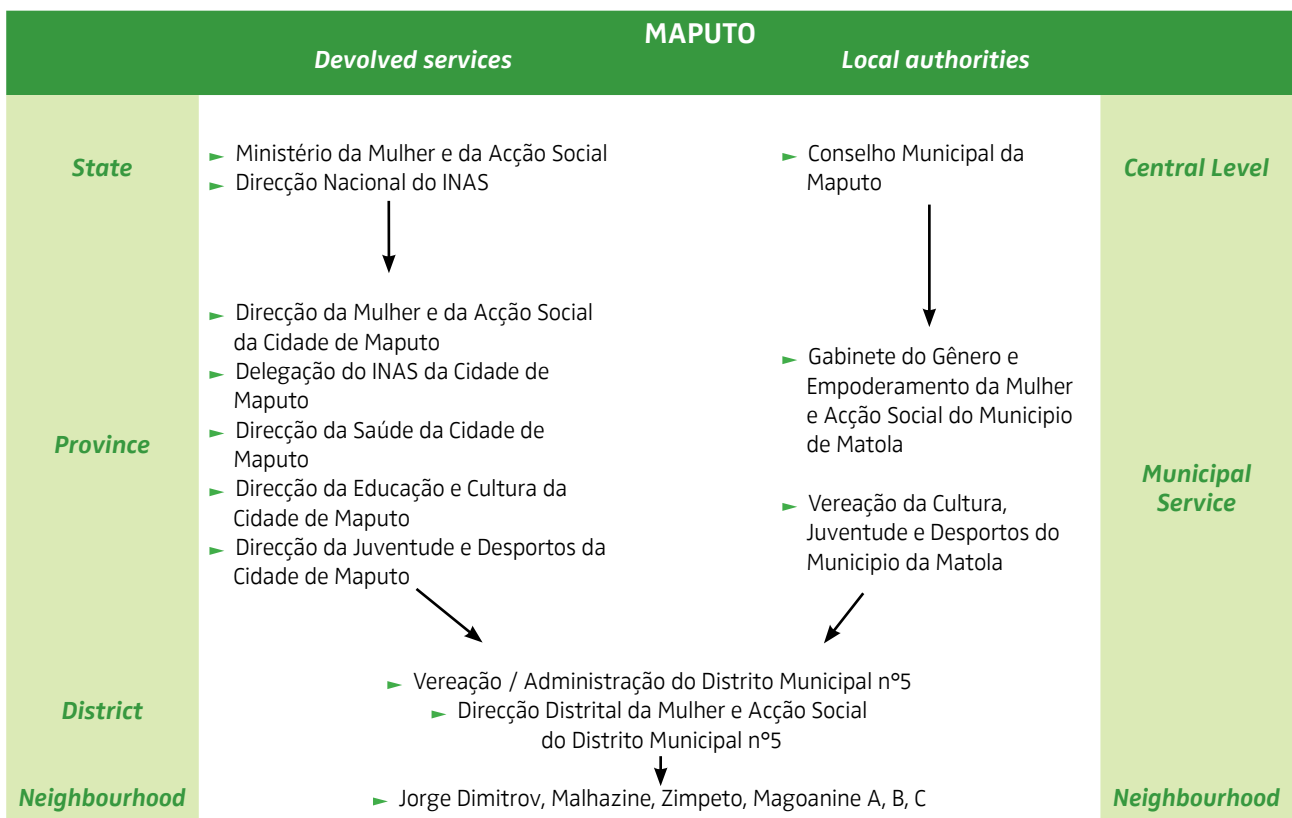 MAPUTO
Devolved services
Local authorities
State
► Ministério da Mulher e da Acção Social
► Direcção Nacional do INAS
► Conselho Municipal da
Maputo
Central Level
Province
► Direcção da Mulher e da Acção Social
da Cidade de Maputo
► Delegação do INAS da Cidade de
Maputo
► Direcção da Saúde da Cidade de
Maputo
► Direcção da Educação e Cultura da
Cidade de Maputo
► Direcção da Juventude e Desportos da
Cidade de Maputo
► Gabinete do Gênero e
Empoderamento da Mulher
e Acção Social do Municipio
de Matola
► Vereação da Cultura,
Juventude e Desportos do
Municipio da Matola
Municipal
Service
District
► Vereação / Administração do Distrito Municipal nº5
► Direcção Distrital da Mulher e Acção Social
do Distrito Municipal nº5
Neighbourhood
► Jorge Dimitrov, Malhazine, Zimpeto, Magoanine A, B, C
Neighbourhood